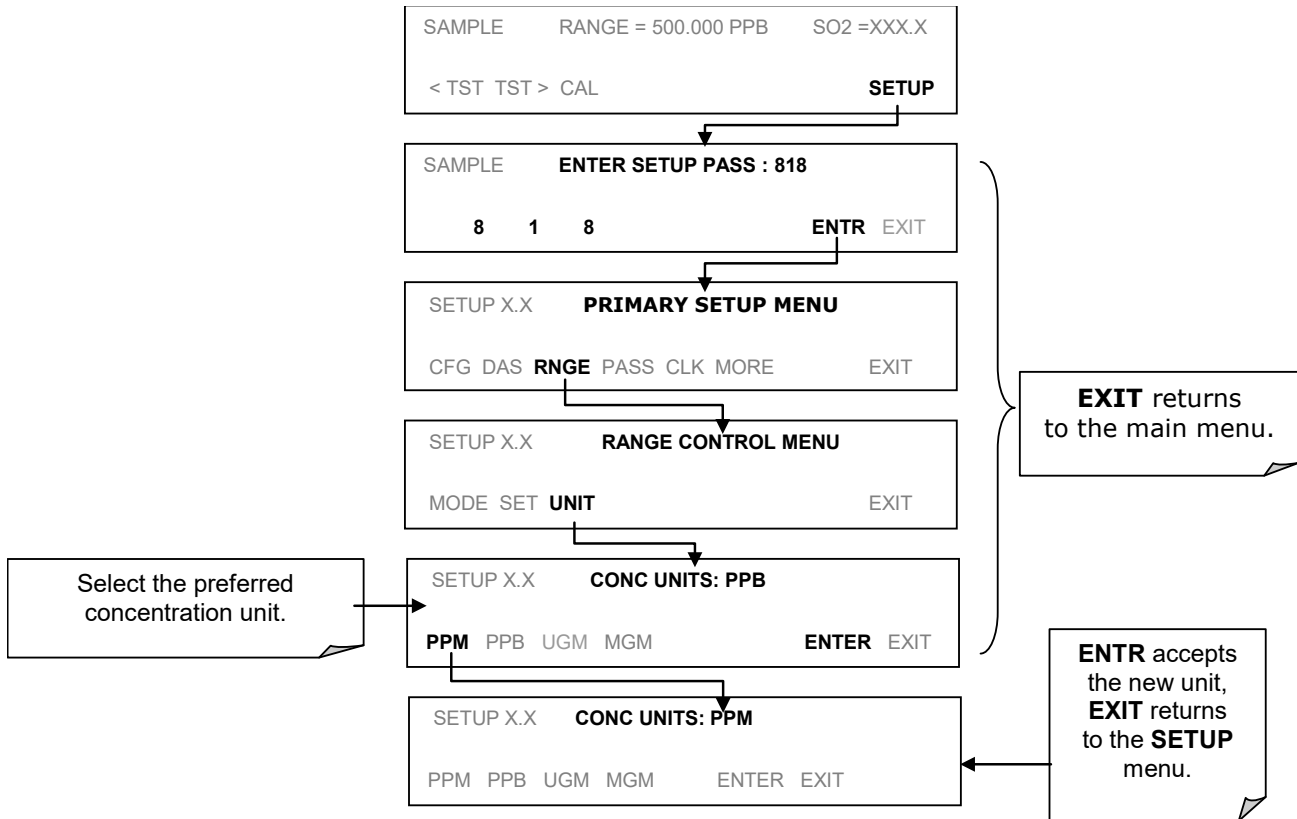 SAMPLE RANGE = 500.000 PPB SO2 =XXX.X
< TST TST > CAL SETUP
SAMPLE ENTER SETUP PASS : 818
8 1 8 ENTR EXIT
SETUP X.X PRIMARY SETUP MENU
CFG DAS RNGE PASS CLK MORE EXIT
EXIT returns
to the main menu.
SETUP X.X RANGE CONTROL MENU
MODE SET UNIT EXIT
Select the preferred
concentration unit.
SETUP X.X CONC UNITS: PPB
PPM PPB UGM MGM ENTER EXIT
ENTR accepts
the new unit,
EXIT returns
to the SETUP
menu.
SETUP X.X CONC UNITS: PPM
PPM PPB UGM MGM ENTER EXIT